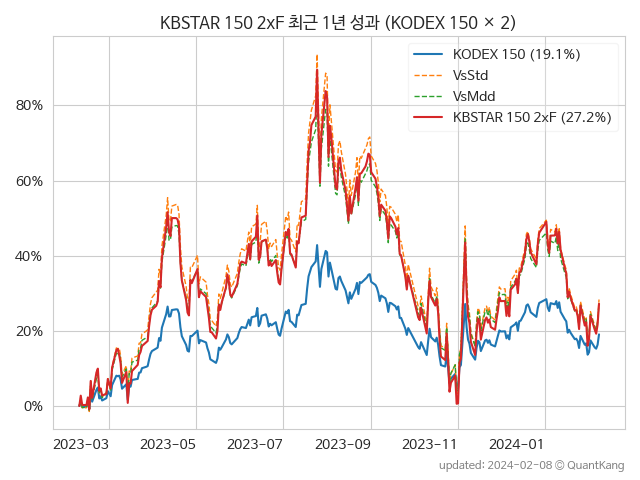 KBSTAR 150 2xF 최근 1년 성과 (KODEX 150 × 2)
KODEX 150 (19.1%)
VsStd
VsMdd
KBSTAR 150 2xF (27.2%)
80%
60%
40%
20%
0%
2023-03 2023-05 2023-07 2023-09 2023-11 2024-01
updated: 2024-02-08 © QuantKang